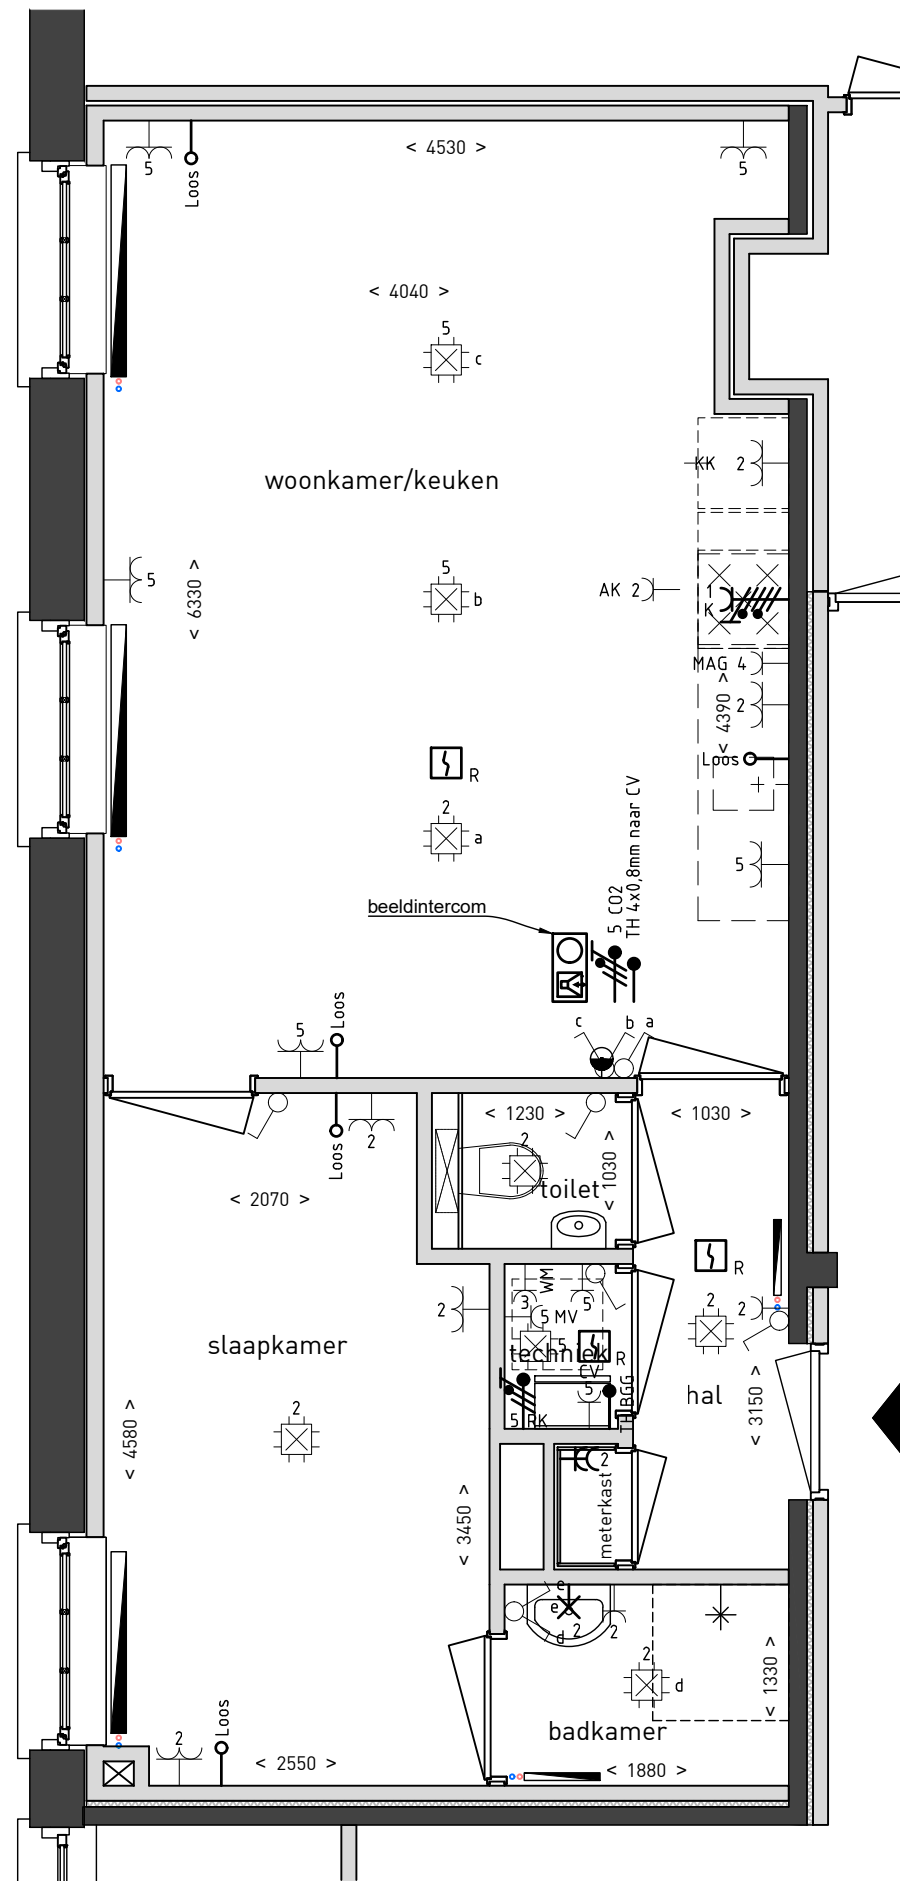 < 4530 >
5
Loos
5
< 4040 >
5
c
woonkamer/keuken
KK 2
5
< 6330 >
5
b
AK 2
1
K
MAG 4
2
< 4390 >
Loos
R
2
a
5
TH 4x0,8mm naar CV
5 CO2
beeldintercom
Loos
5
c
b
a
< 1230 >
< 1030 >
2
Loos
2
< 1030 >
toilet
< 2070 >
R
WM
3
5
2
5 MV
2
2
5
slaapkamer
techniek
R
CV
5
TH BGG
hal
< 3150 >
2
5 RK
< 4580 >
2
meterkast
< 3450 >
e
e
d
2
2
2
d
< 1330 >
Loos
badkamer
2
< 2550 >
< 1880 >